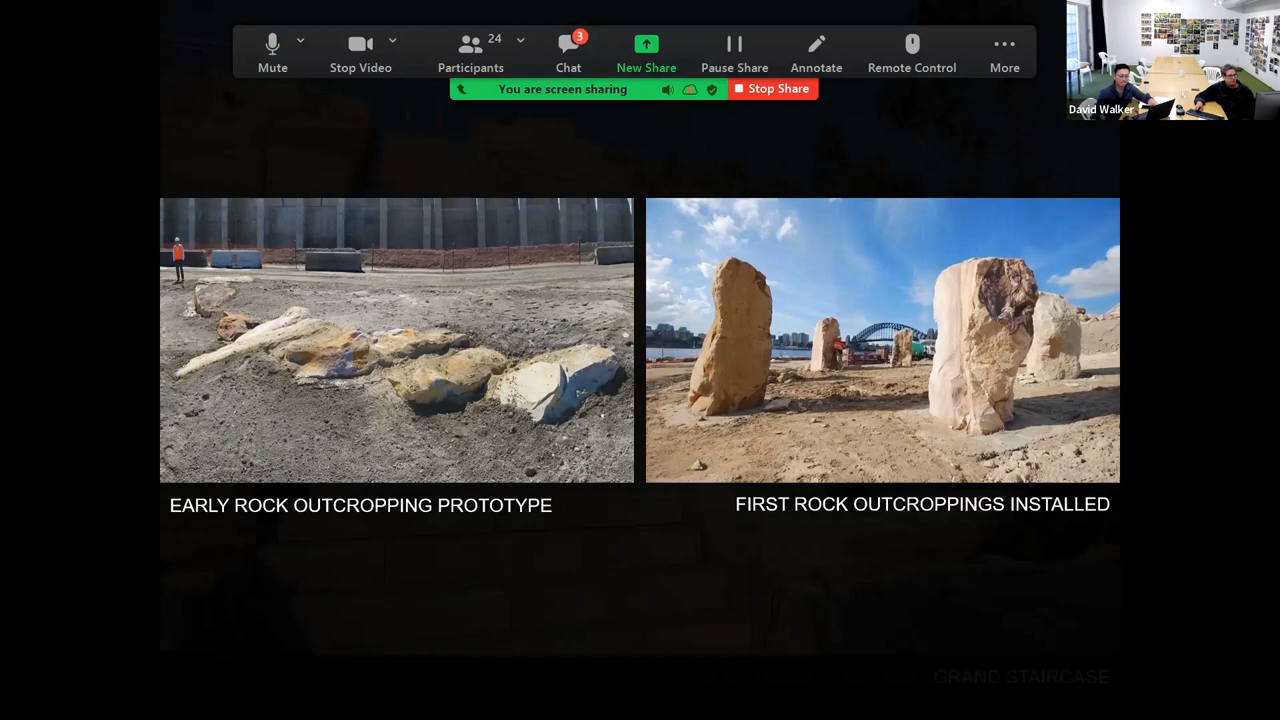 24
3
Mute
Stop Video
Participants
Chat
New Share
Pause Share
Annotate
Remote Control
More
You are screen sharing
Stop Share
David Walker
EARLY ROCK OUTCROPPING PROTOTYPE
FIRST ROCK OUTCROPPINGS INSTALLED
GRAND STAIRCASE